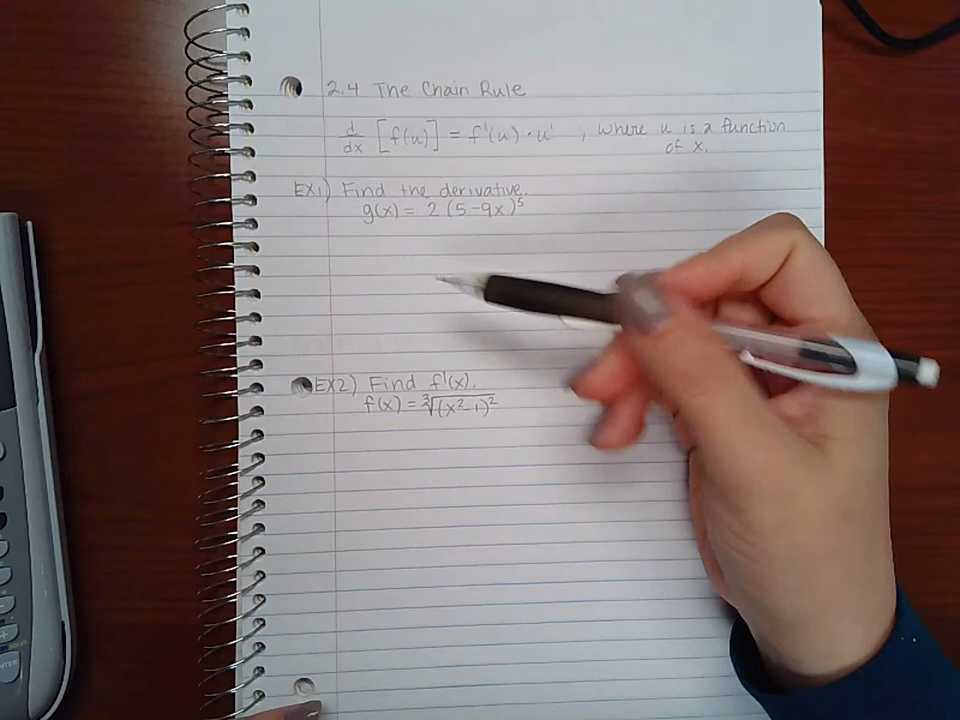 2.4 The Chain Rule
d/dx [f(u)] = f'(u) · u' , where u is a function
of x.
EX1) Find the derivative.
g(x) = 2(5-9x)^5
EX2) Find f'(x).
f(x) = ∛(x²-1)²
ENTER